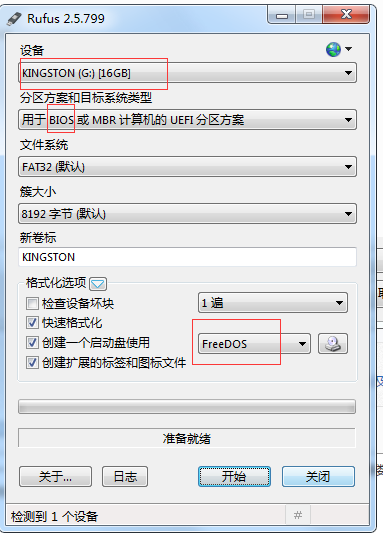 Rufus 2.5.799
设备
KINGSTON (G:) [16GB]
分区方案和目标系统类型
用于 BIOS 或 MBR 计算机的 UEFI 分区方案
文件系统
FAT32 (默认)
簇大小
8192 字节 (默认)
新卷标
KINGSTON
格式化选项
检查设备坏块 1 遍
快速格式化
创建一个启动盘使用 FreeDOS
创建扩展的标签和图标文件
准备就绪
关于... 日志 开始 关闭
检测到 1 个设备 #